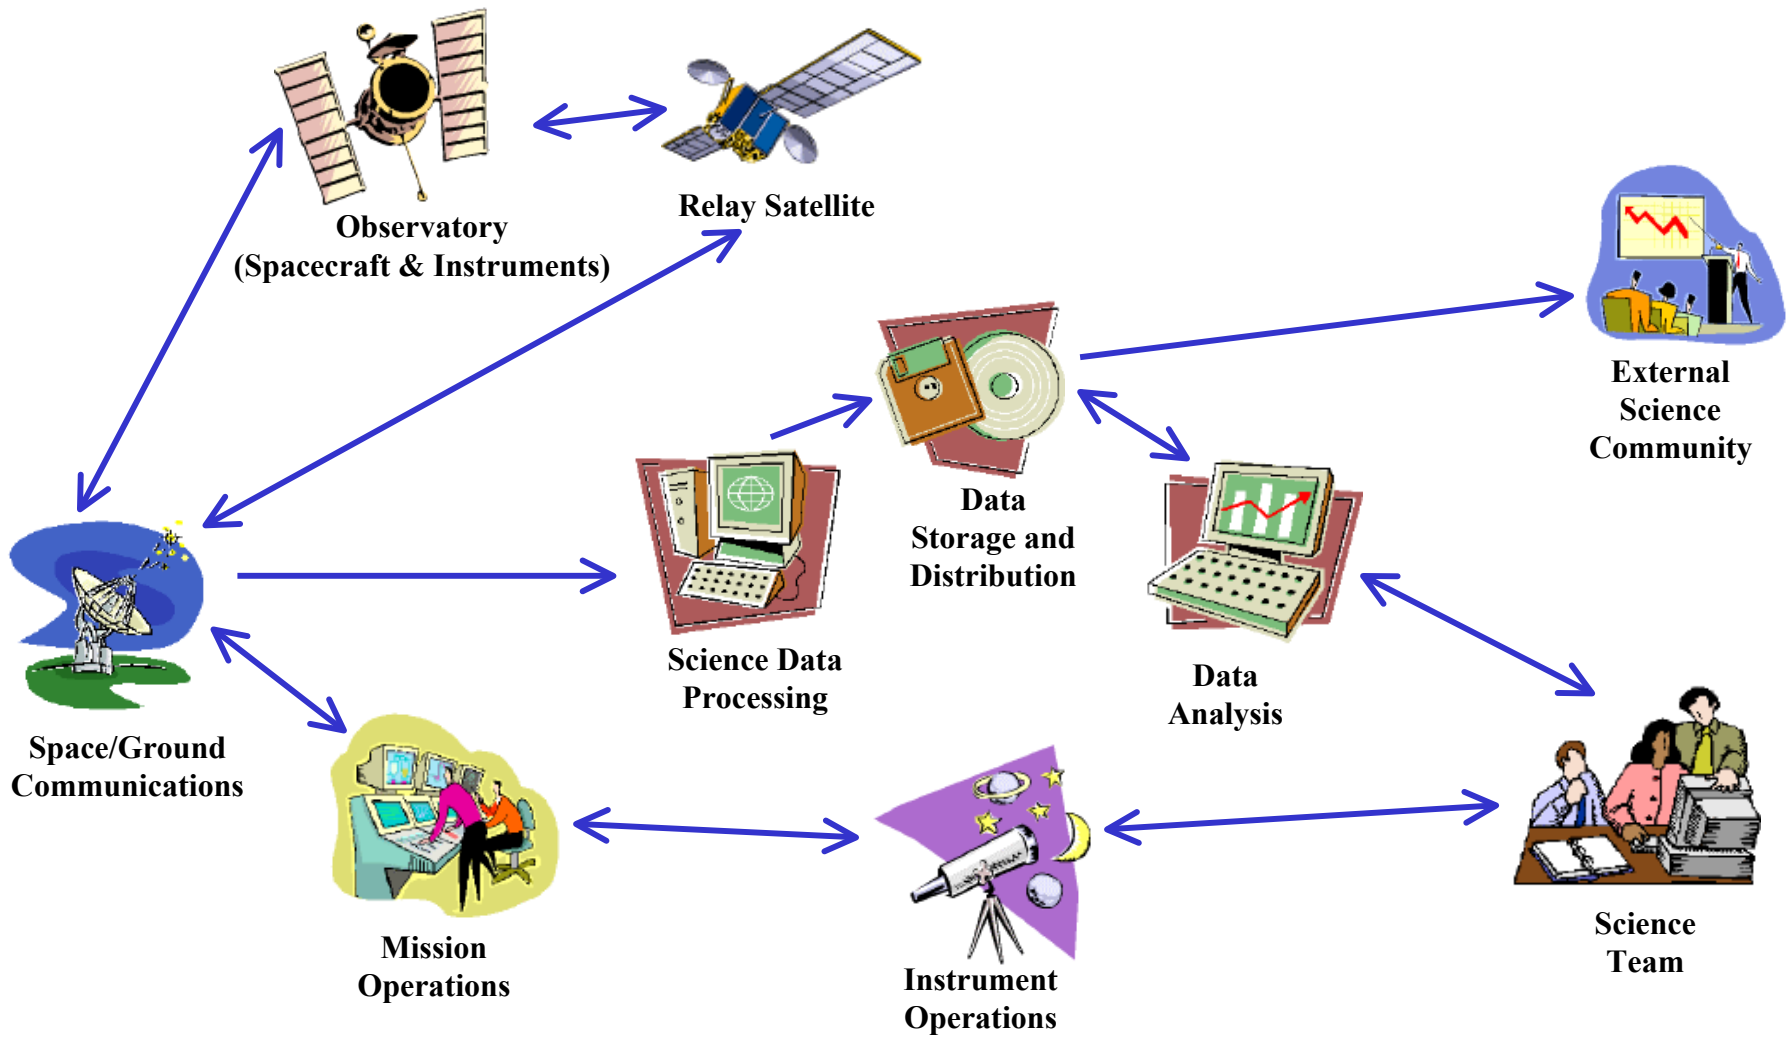 Observatory
(Spacecraft & Instruments)
Relay Satellite
External
Science
Community
Data
Storage and
Distribution
Science Data
Processing
Data
Analysis
Space/Ground
Communications
Mission
Operations
Instrument
Operations
Science
Team